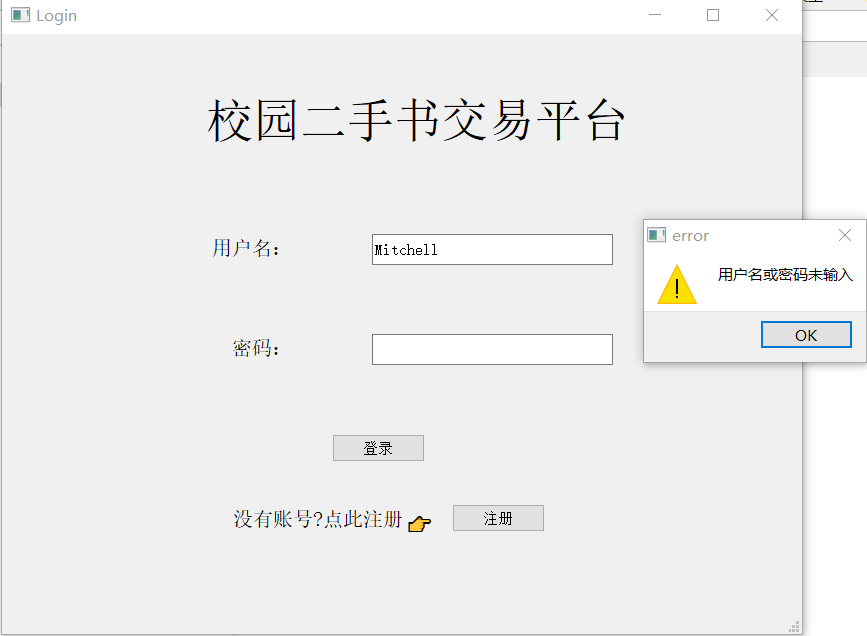 Login
校园二手书交易平台
用户名：
Mitchell
error
用户名或密码未输入
OK
密码：
登录
没有账号?点此注册👉
注册